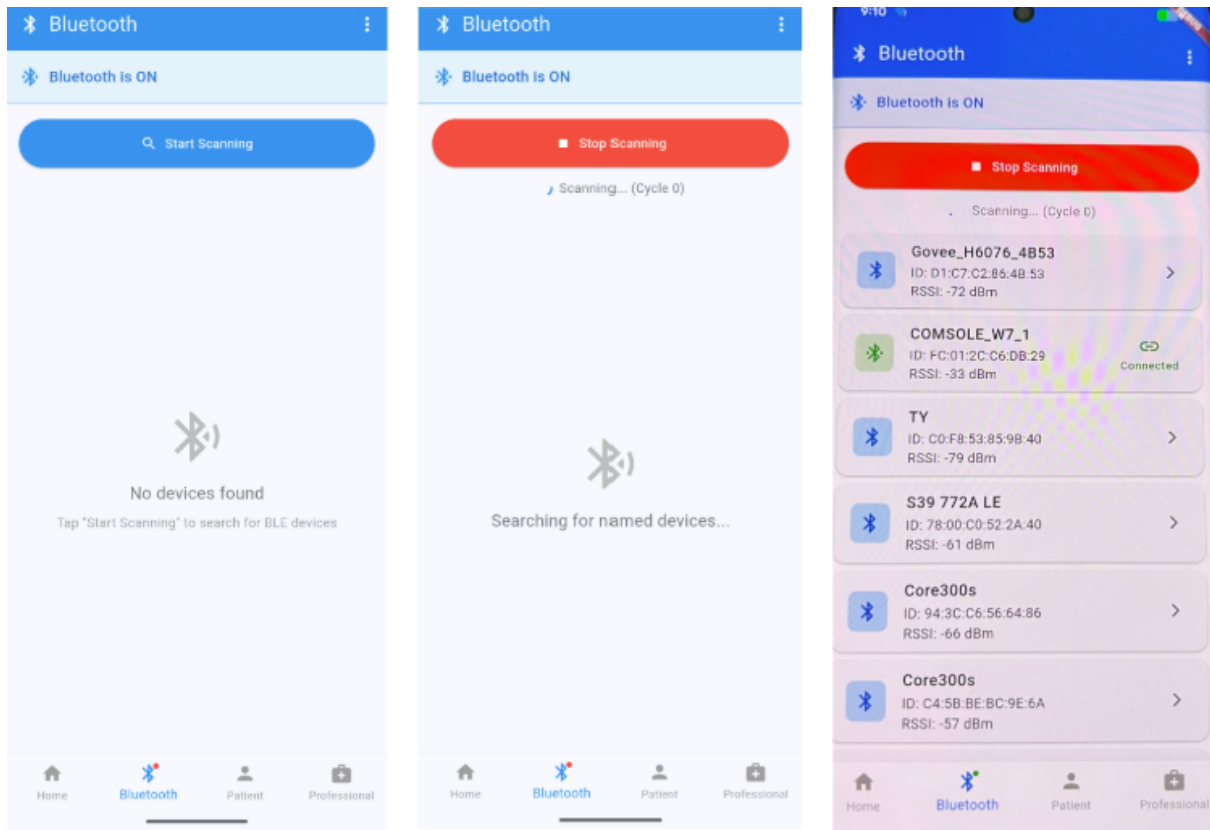 Bluetooth
Bluetooth is ON
Start Scanning
No devices found
Tap "Start Scanning" to search for BLE devices
Home
Bluetooth
Patient
Professional
Bluetooth
Bluetooth is ON
Stop Scanning
Scanning... (Cycle 0)
Searching for named devices...
Home
Bluetooth
Patient
Professional
9:10
Bluetooth
Bluetooth is ON
Stop Scanning
Scanning... (Cycle 0)
Govee_H6076_4B53
ID: D1:C7:C2:86:4B:53
RSSI: -72 dBm
COMSOLE_W7_1
ID: FC:01:2C:C6:DB:29
RSSI: -33 dBm
Connected
TY
ID: C0:F8:53:85:9B:40
RSSI: -79 dBm
S39 772A LE
ID: 78:00:C0:52:2A:40
RSSI: -61 dBm
Core300s
ID: 94:3C:C6:56:64:86
RSSI: -66 dBm
Core300s
ID: C4:5B:BE:BC:9E:6A
RSSI: -57 dBm
Home
Bluetooth
Patient
Professional